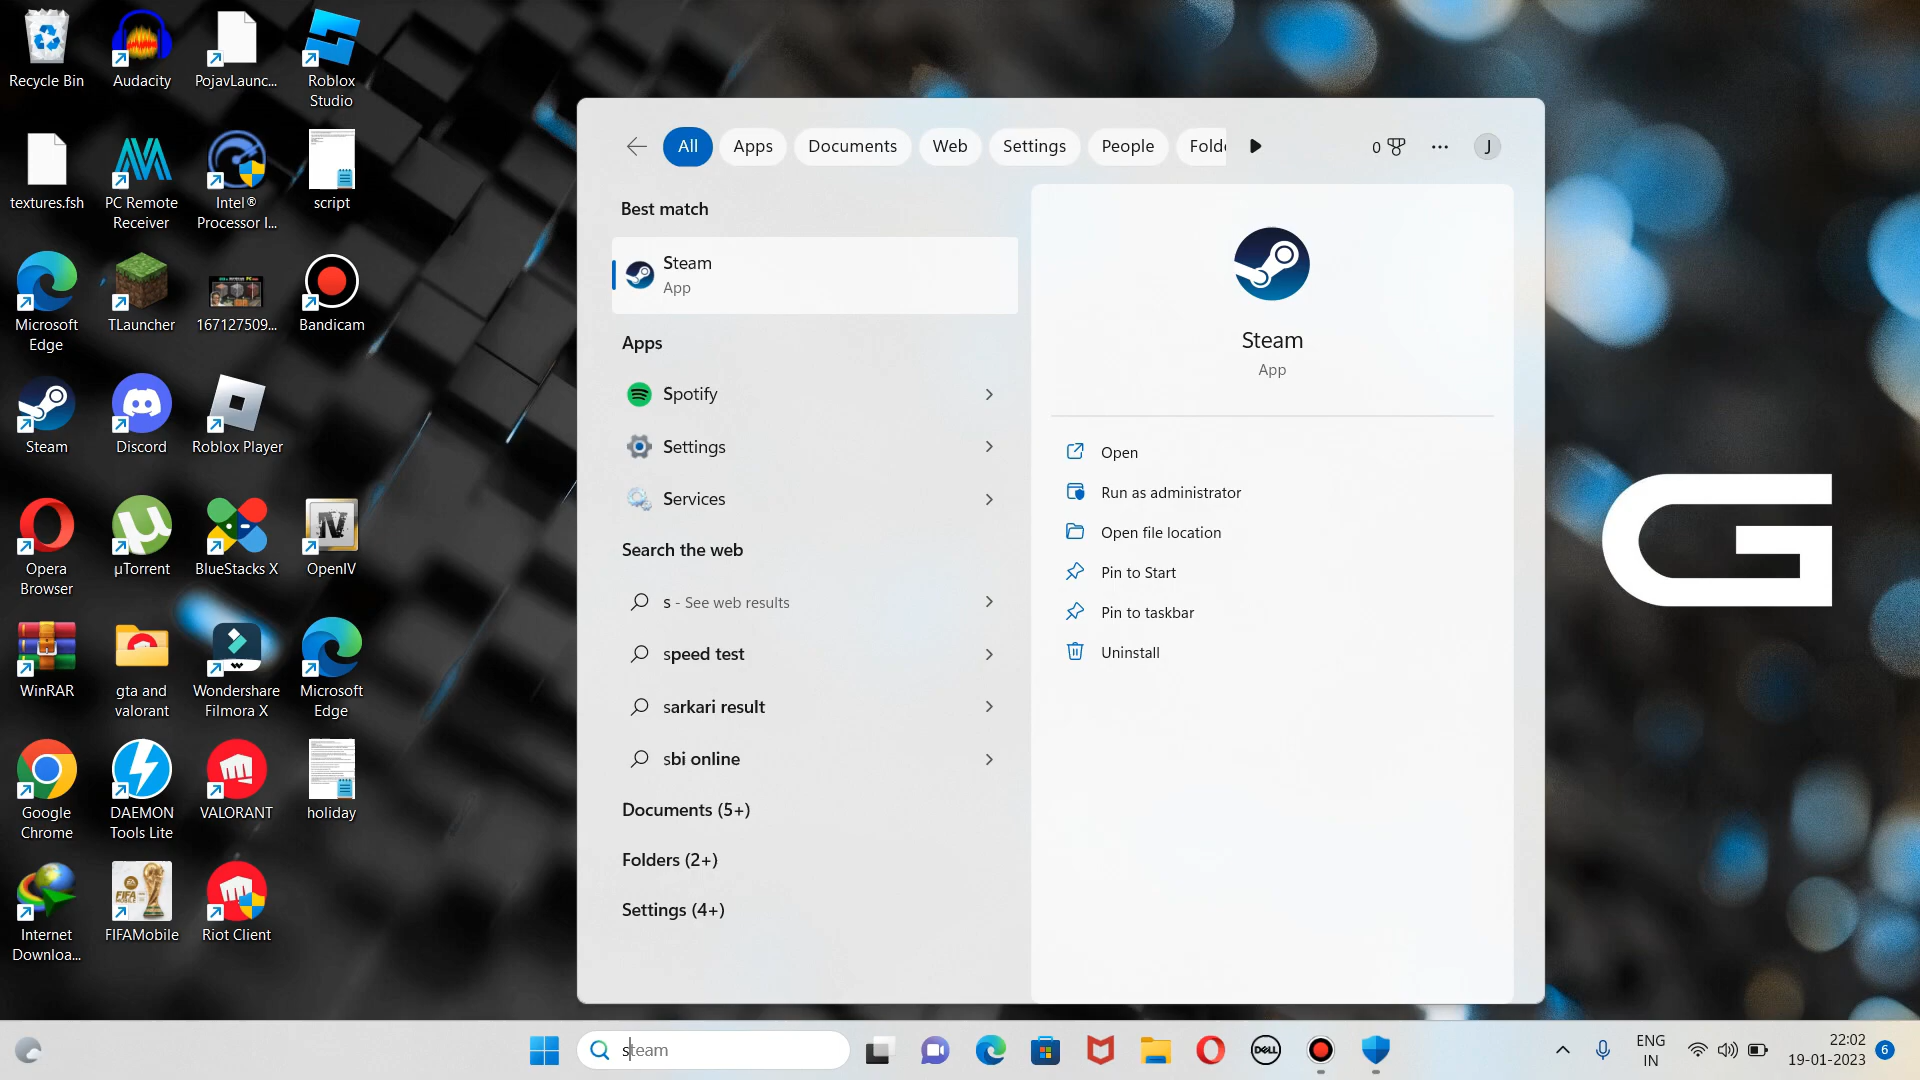 Recycle Bin
Audacity
PojavLaunc...
Roblox
Studio
textures.fsh
PC Remote
Receiver
Intel®
Processor I...
script
Microsoft
Edge
TLauncher
167127509...
Bandicam
Steam
Discord
Roblox Player
Opera
Browser
µTorrent
BlueStacks X
OpenIV
WinRAR
gta and
valorant
Wondershare
Filmora X
Microsoft
Edge
Google
Chrome
DAEMON
Tools Lite
VALORANT
holiday
Internet
Downloa...
FIFAMobile
Riot Client
All
Apps
Documents
Web
Settings
People
Folde
0
J
Best match
Steam
App
Apps
Spotify
Settings
Services
Search the web
s - See web results
speed test
sarkari result
sbi online
Documents (5+)
Folders (2+)
Settings (4+)
Steam
App
Open
Run as administrator
Open file location
Pin to Start
Pin to taskbar
Uninstall
G
steam
DELL
ENG
IN
22:02
19-01-2023
6